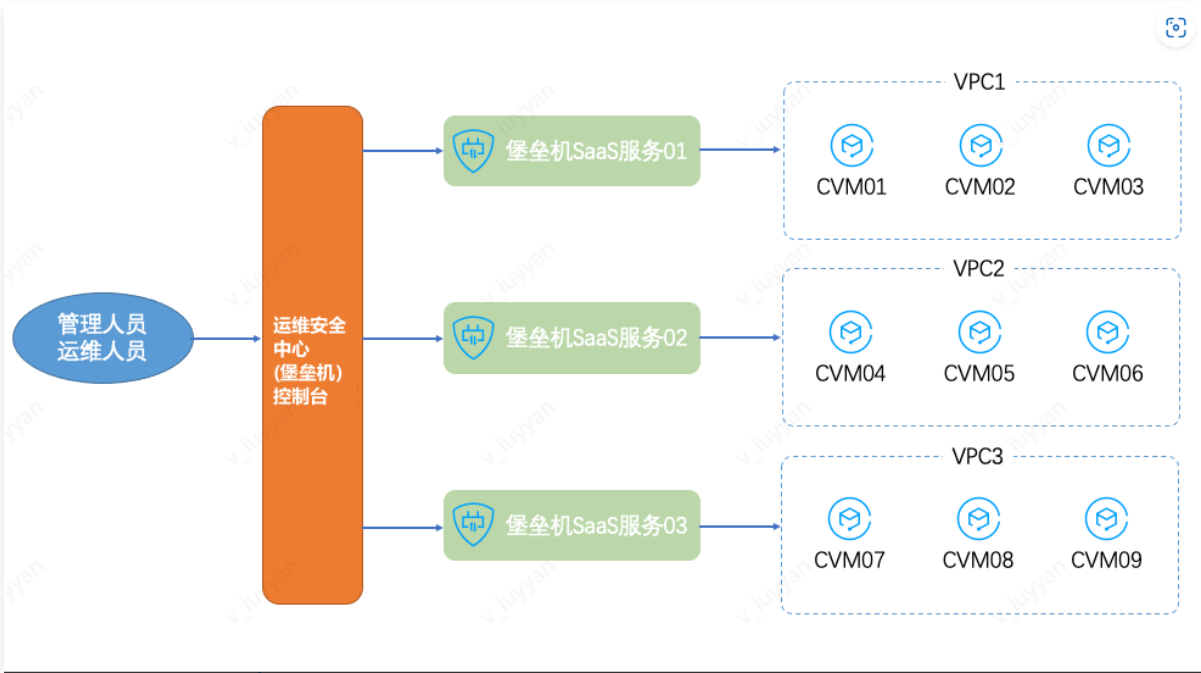 管理人员
运维人员
运维安全
中心
(堡垒机）
控制台
堡垒机SaaS服务01
堡垒机SaaS服务02
堡垒机SaaS服务03
VPC1
CVM01 CVM02 CVM03
VPC2
CVM04 CVM05 CVM06
VPC3
CVM07 CVM08 CVM09
v_iuyyan